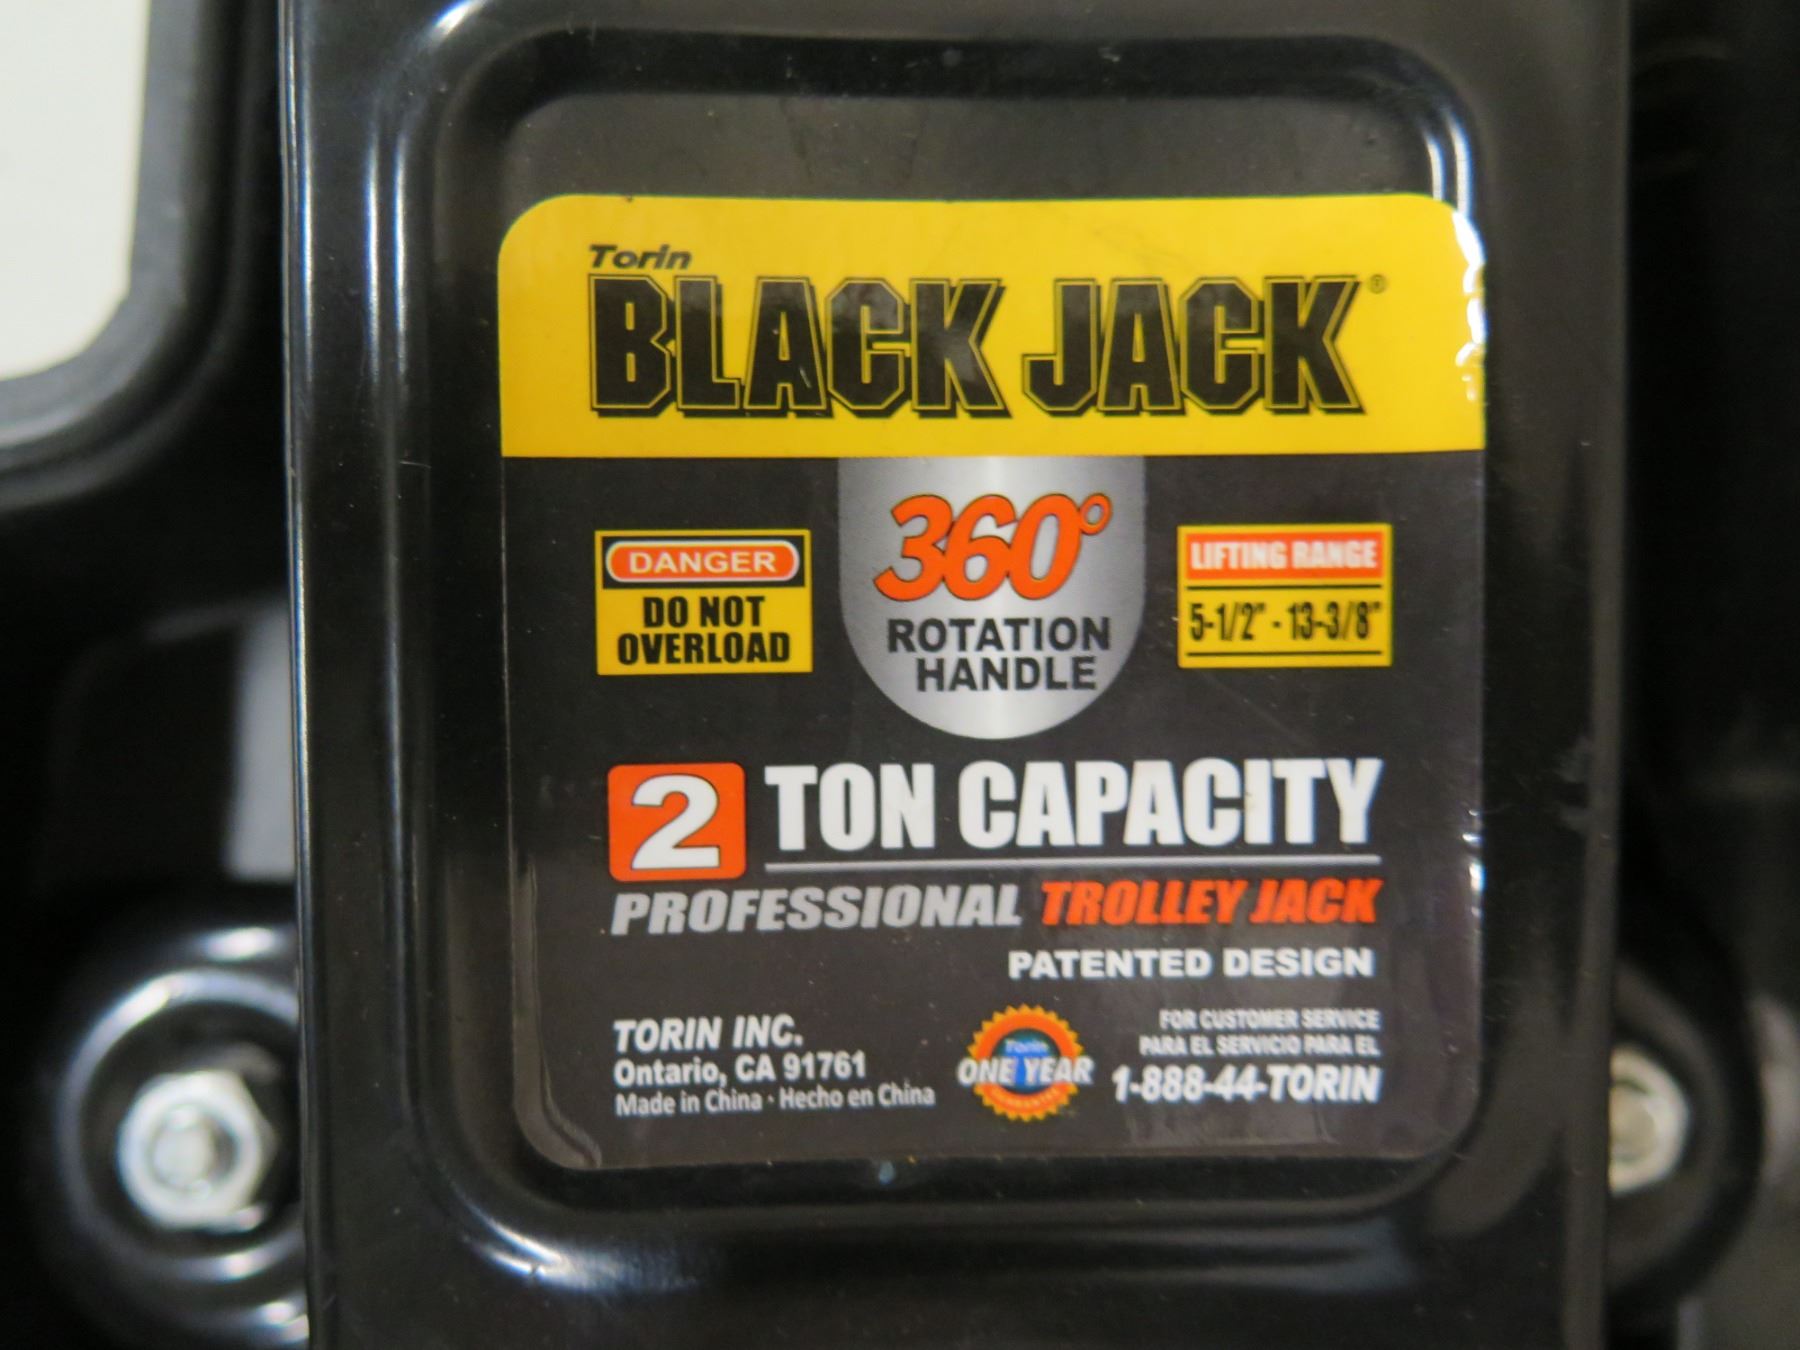 Torin
BLACK JACK®
DANGER
DO NOT
OVERLOAD
360°
ROTATION
HANDLE
LIFTING RANGE
5-1/2" - 13-3/8"
2 TON CAPACITY
PROFESSIONAL TROLLEY JACK
PATENTED DESIGN
TORIN INC.
Ontario, CA 91761
Made in China · Hecho en China
Torin
ONE YEAR
FOR CUSTOMER SERVICE
PARA EL SERVICIO PARA EL
1-888-44-TORIN